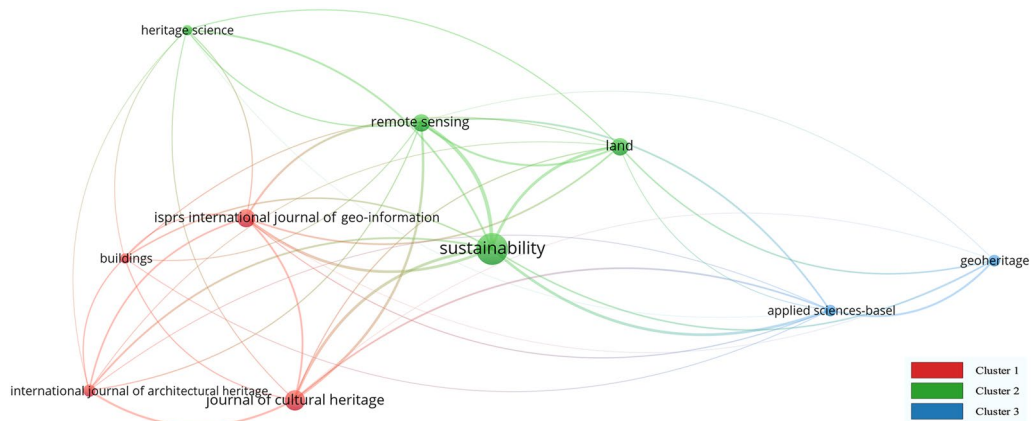 heritage science
remote sensing
land
isprs international journal of geo-information
sustainability
buildings
geoheritage
applied sciences-basel
international journal of architectural heritage
journal of cultural heritage
Cluster 1
Cluster 2
Cluster 3